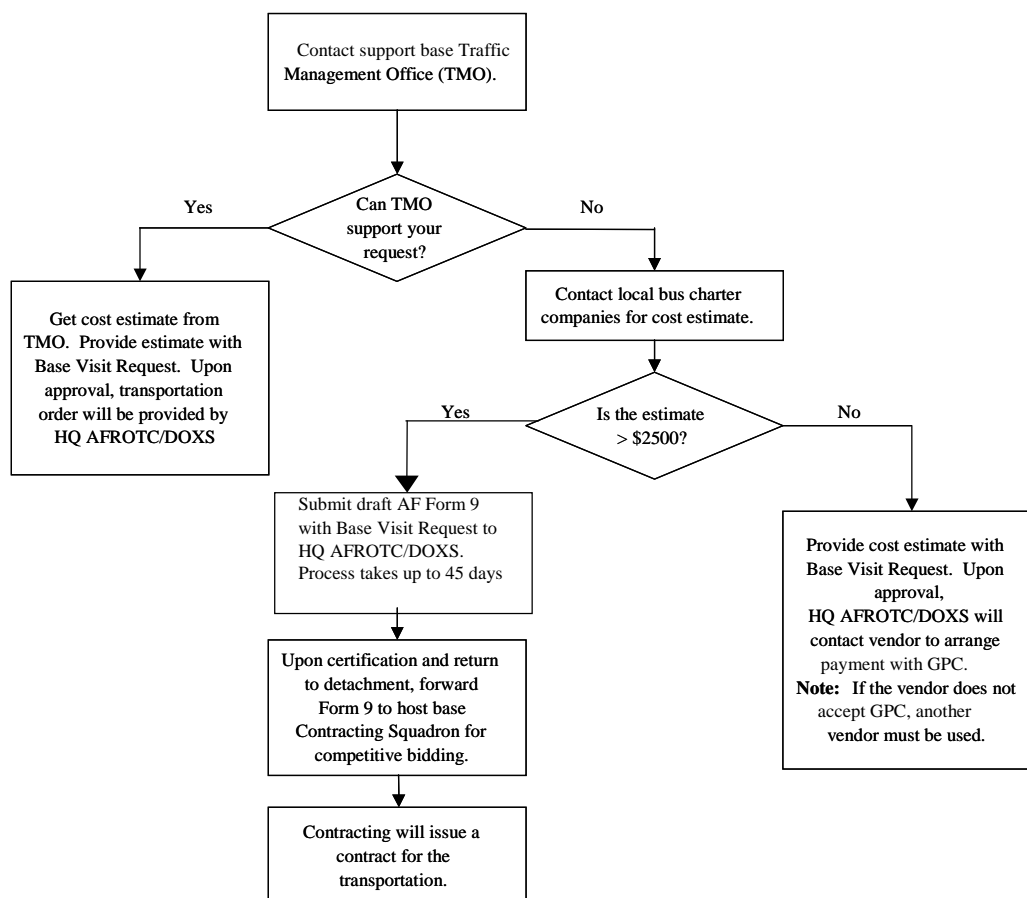 Contact support base Traffic
Management Office (TMO).
Yes
Can TMO
support your
request?
No
Get cost estimate from
TMO. Provide estimate with
Base Visit Request. Upon
approval, transportation
order will be provided by
HQ AFROTC/DOXS
Contact local bus charter
companies for cost estimate.
Yes
Is the estimate
> $2500?
No
Submit draft AF Form 9
with Base Visit Request to
HQ AFROTC/DOXS.
Process takes up to 45 days
Provide cost estimate with
Base Visit Request. Upon
approval,
HQ AFROTC/DOXS will
contact vendor to arrange
payment with GPC.
Note: If the vendor does not
accept GPC, another
vendor must be used.
Upon certification and return
to detachment, forward
Form 9 to host base
Contracting Squadron for
competitive bidding.
Contracting will issue a
contract for the
transportation.